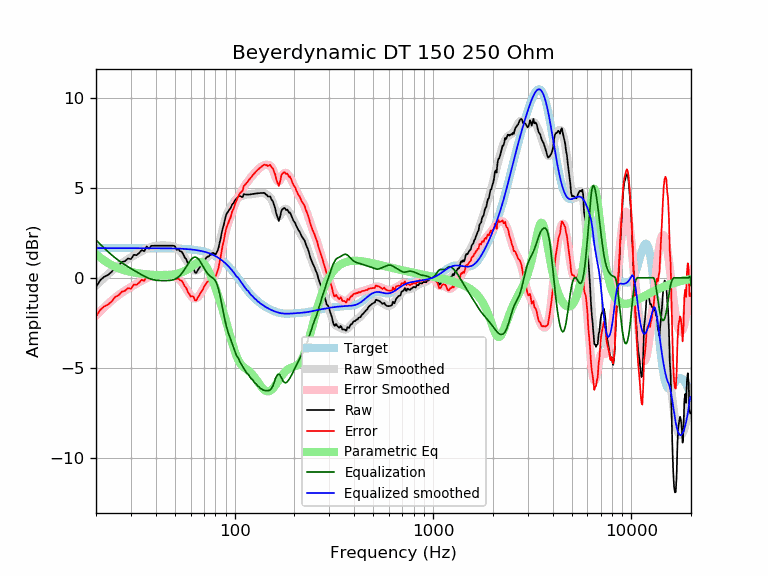 Beyerdynamic DT 150 250 Ohm
Amplitude (dBr)
10
5
0
−5
−10
Target
Raw Smoothed
Error Smoothed
Raw
Error
Parametric Eq
Equalization
Equalized smoothed
100
1000
10000
Frequency (Hz)